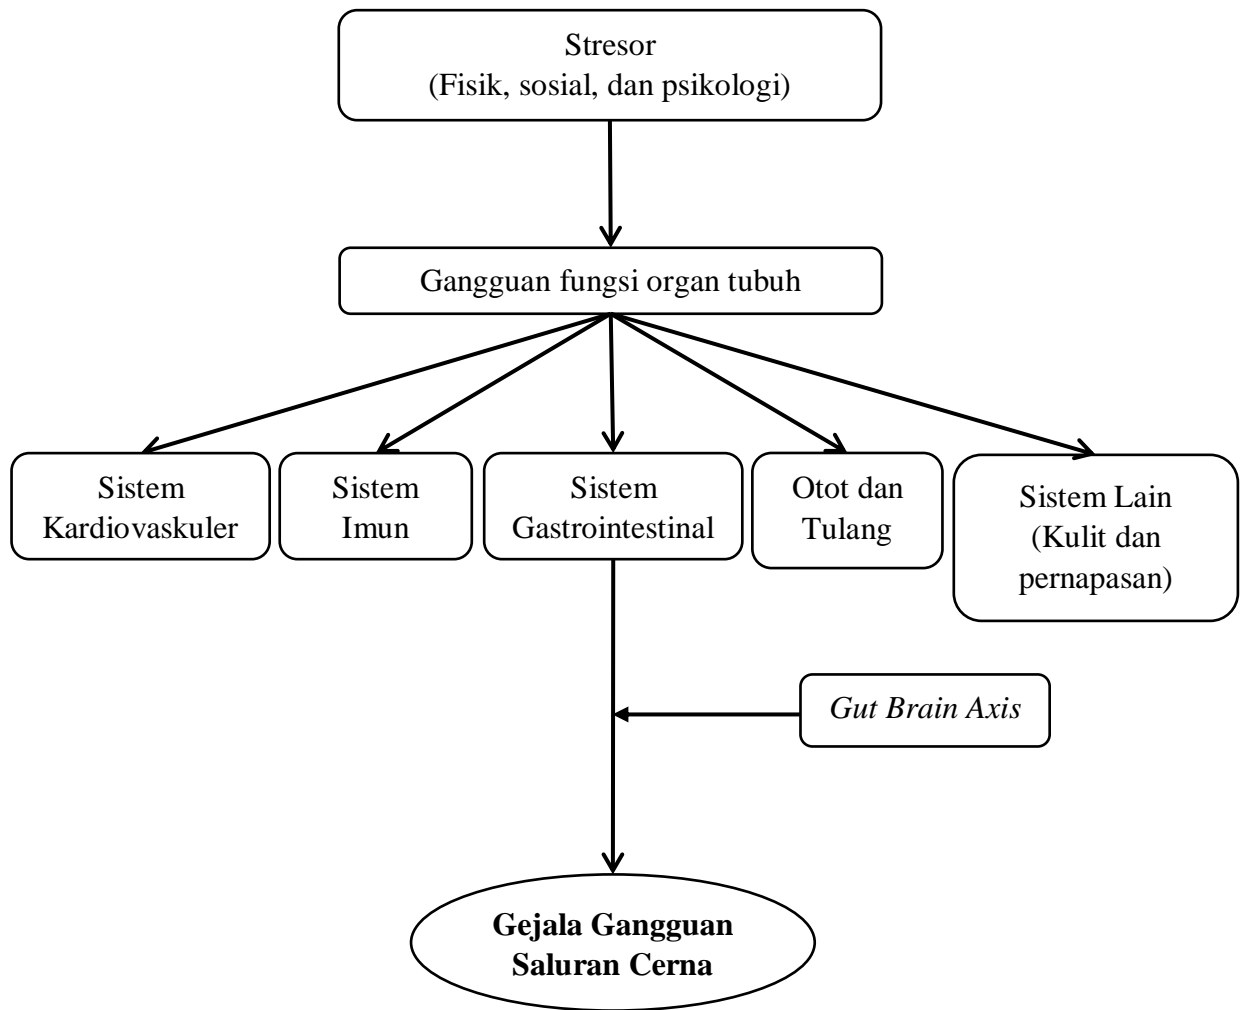 Stresor
(Fisik, sosial, dan psikologi)
Gangguan fungsi organ tubuh
Sistem
Kardiovaskuler
Sistem
Imun
Sistem
Gastrointestinal
Otot dan
Tulang
Sistem Lain
(Kulit dan
pernapasan)
Gut Brain Axis
Gejala Gangguan
Saluran Cerna